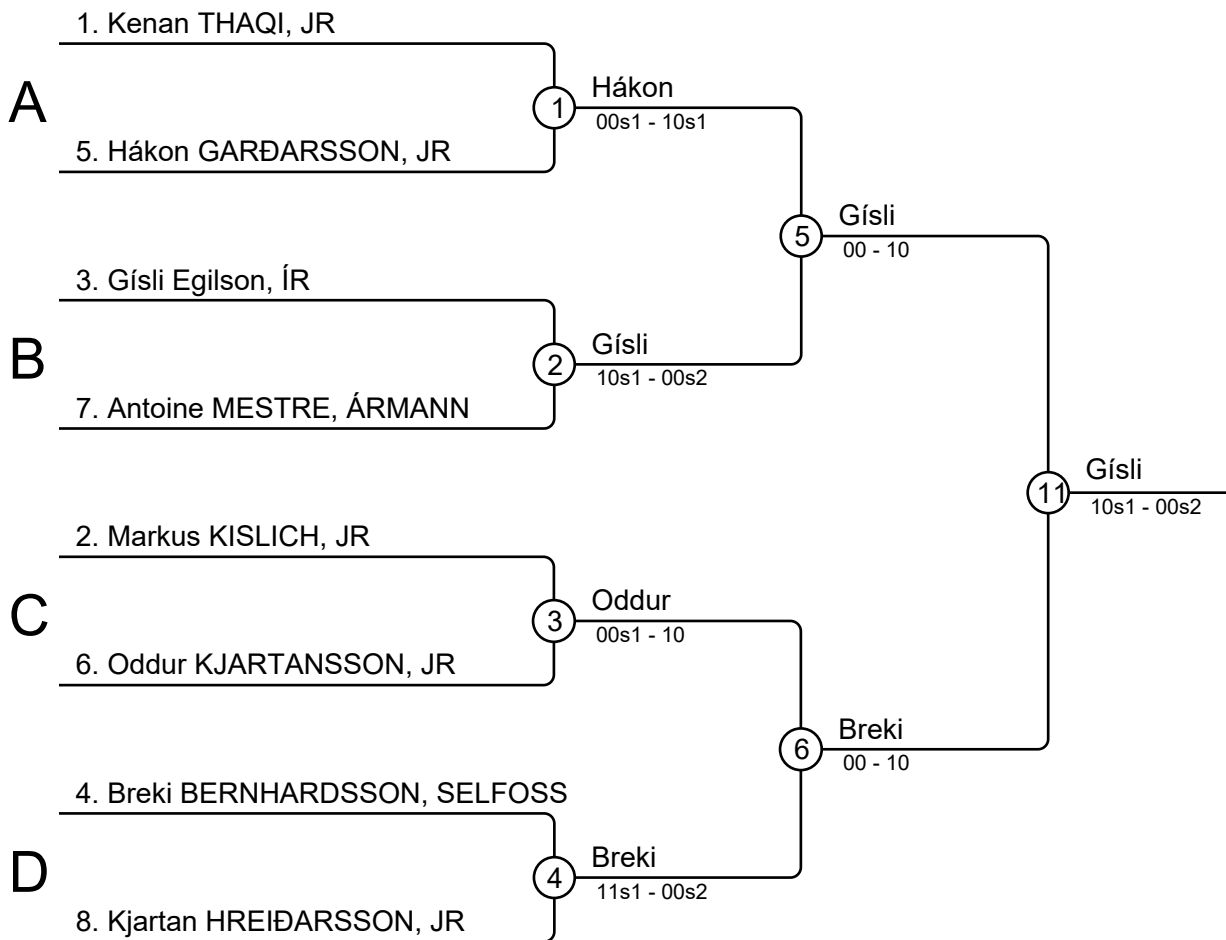 1. Kenan THAQI, JR
A
1
Hákon
00s1 - 10s1
5. Hákon GARÐARSSON, JR
5
Gísli
00 - 10
3. Gísli Egilson, ÍR
B
2
Gísli
10s1 - 00s2
7. Antoine MESTRE, ÁRMANN
11
Gísli
10s1 - 00s2
2. Markus KISLICH, JR
C
3
Oddur
00s1 - 10
6. Oddur KJARTANSSON, JR
6
Breki
00 - 10
4. Breki BERNHARDSSON, SELFOSS
D
4
Breki
11s1 - 00s2
8. Kjartan HREIÐARSSON, JR